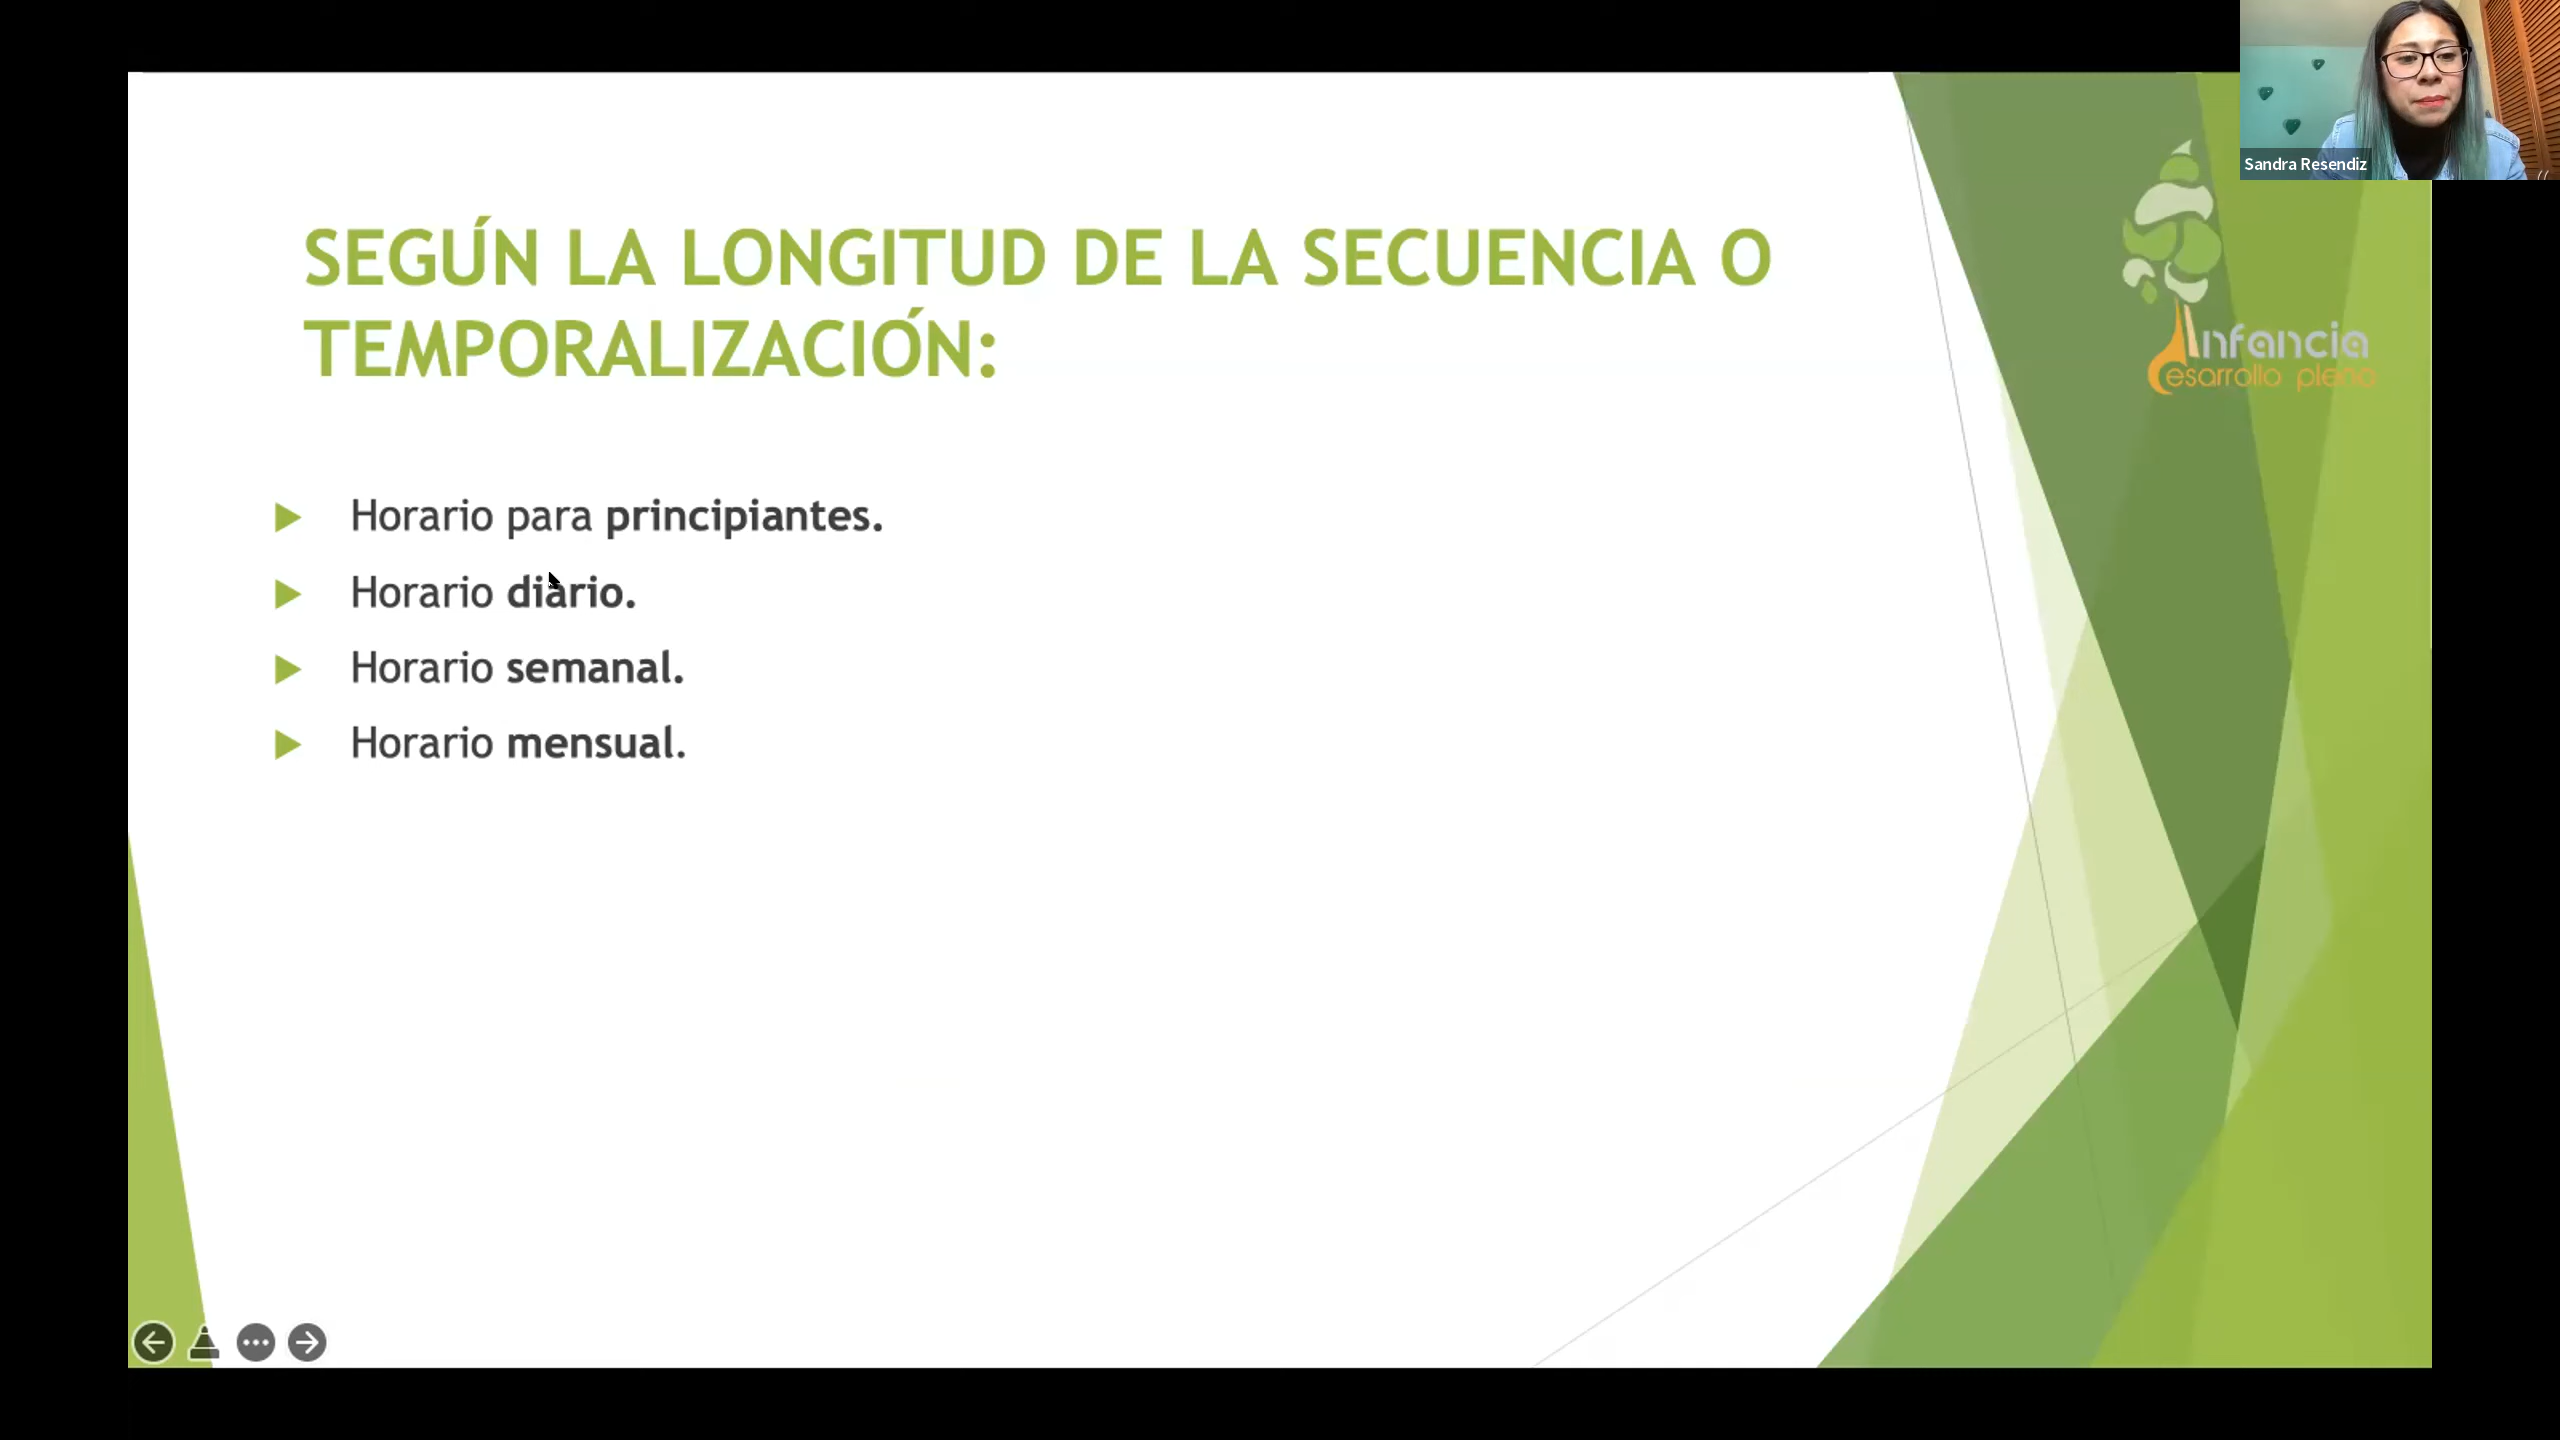 Sandra Resendiz
SEGÚN LA LONGITUD DE LA SECUENCIA O
TEMPORALIZACIÓN:
Infancia
Desarrollo pleno
Horario para principiantes.
Horario diario.
Horario semanal.
Horario mensual.